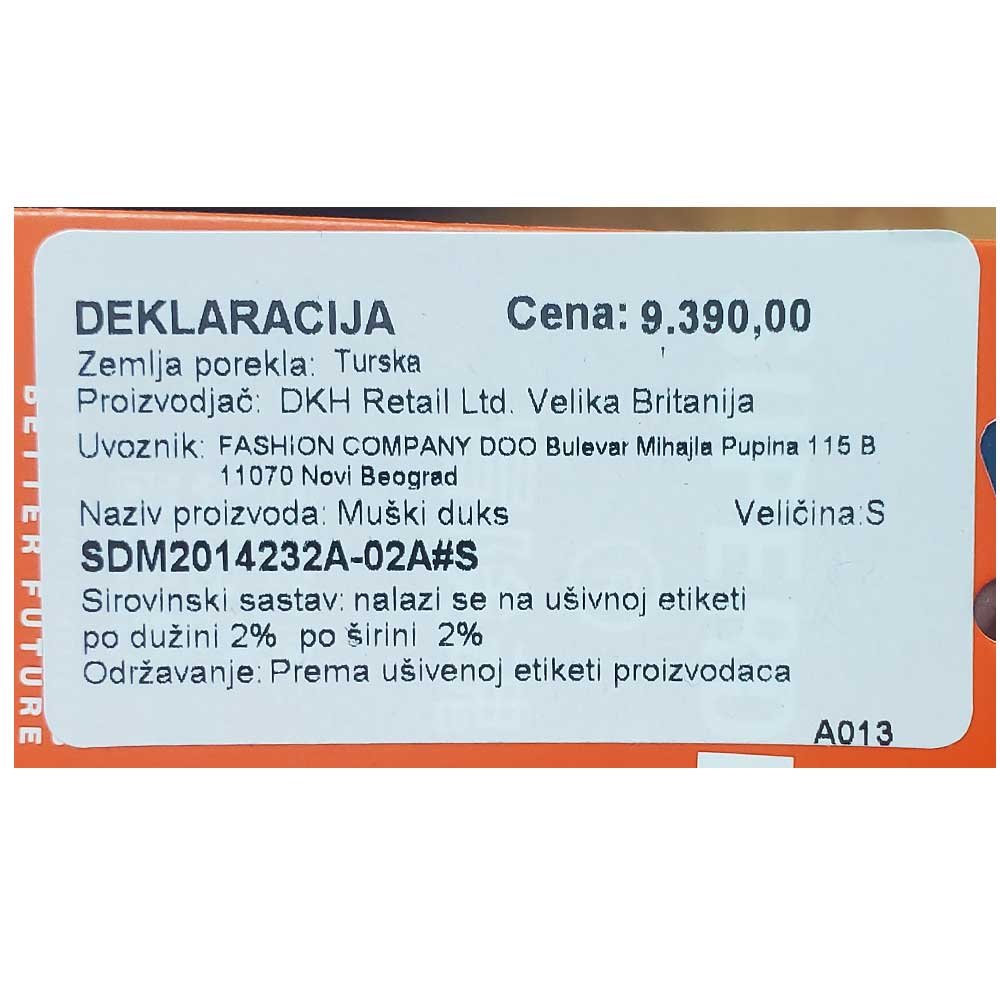 DEKLARACIJA Cena: 9.390,00
Zemlja porekla: Turska
Proizvodjač: DKH Retail Ltd. Velika Britanija
Uvoznik: FASHION COMPANY DOO Bulevar Mihajla Pupina 115 B
11070 Novi Beograd
Naziv proizvoda: Muški duks Veličina:S
SDM2014232A-02A#S
Sirovinski sastav: nalazi se na ušivnoj etiketi
po dužini 2% po širini 2%
Održavanje: Prema ušivenoj etiketi proizvodaca
A013
BETTER FUTURE